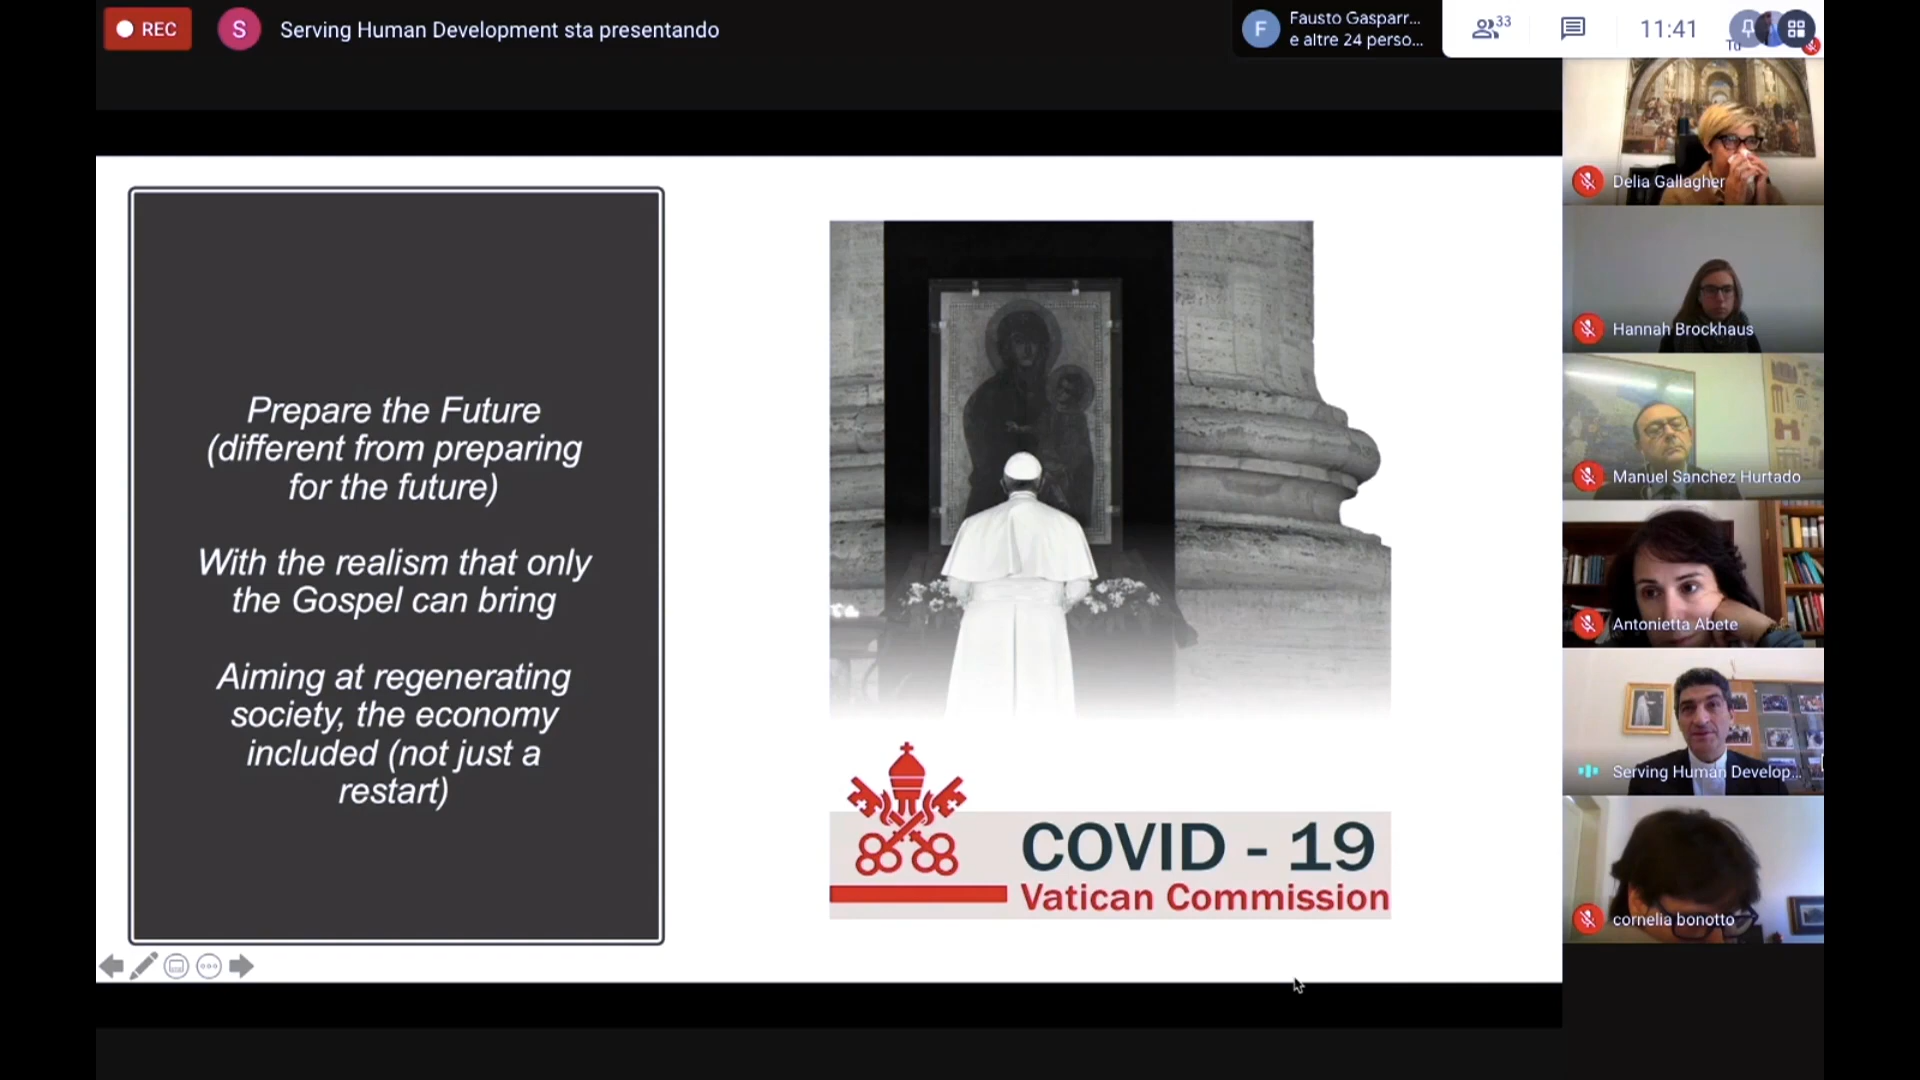 REC
S
Serving Human Development sta presentando
F
Fausto Gasparr...
e altre 24 perso...
33
11:41
Tu
Prepare the Future
(different from preparing
for the future)
With the realism that only
the Gospel can bring
Aiming at regenerating
society, the economy
included (not just a
restart)
COVID - 19
Vatican Commission
Delia Gallagher
Hannah Brockhaus
Manuel Sanchez Hurtado
Antonietta Abete
Serving Human Develop...
cornelia bonotto